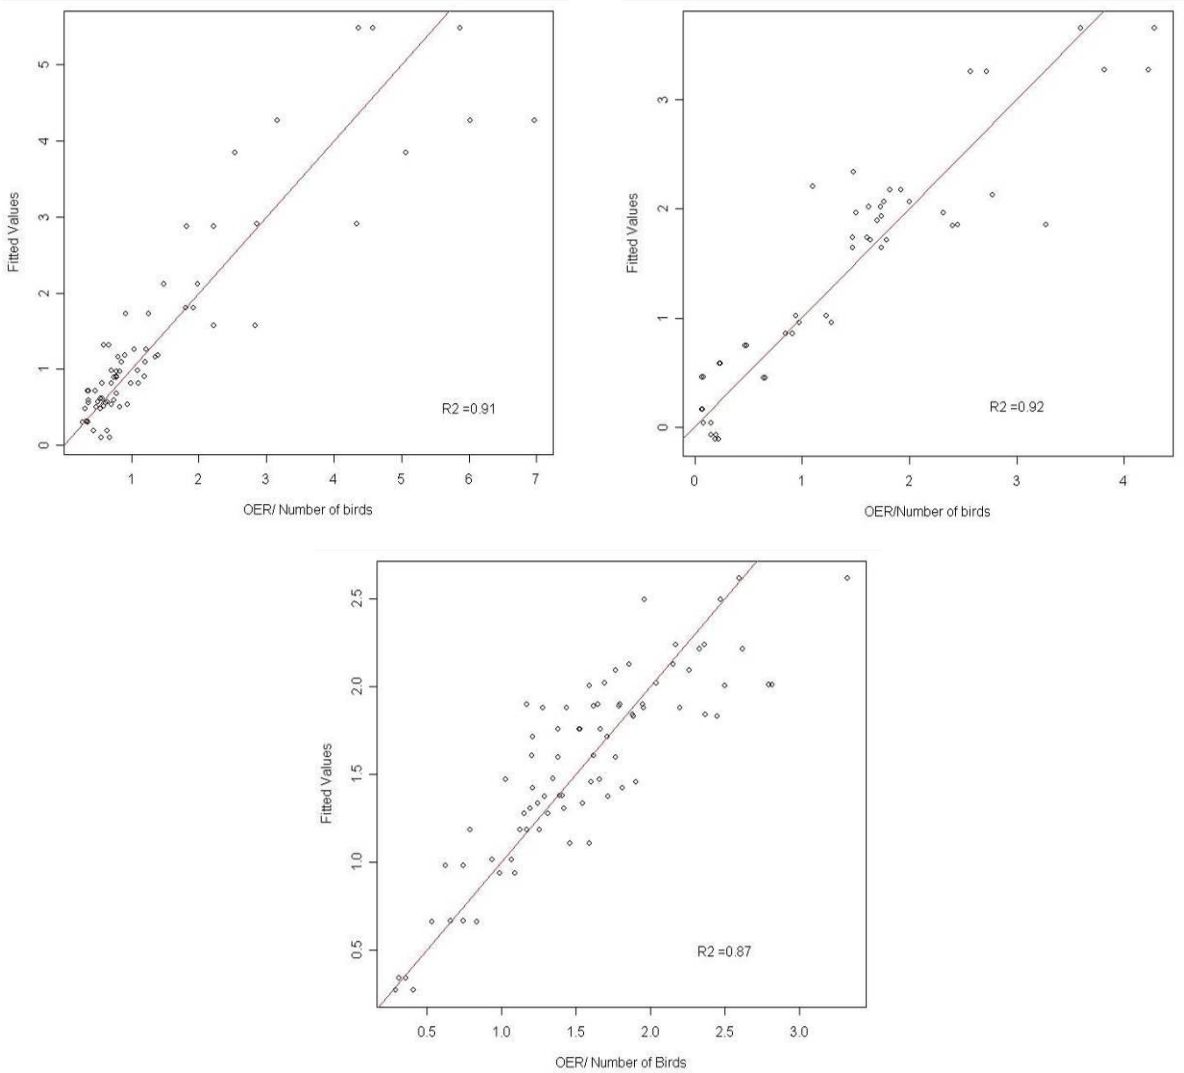 5
4
3
2
1
0
Fitted Values
R2 =0.91
1 2 3 4 5 6 7
OER/ Number of birds
3
2
1
0
Fitted Values
R2 =0.92
0 1 2 3 4
OER/Number of birds
2.5
2.0
1.5
1.0
0.5
Fitted Values
R2 =0.87
0.5 1.0 1.5 2.0 2.5 3.0
OER/ Number of Birds